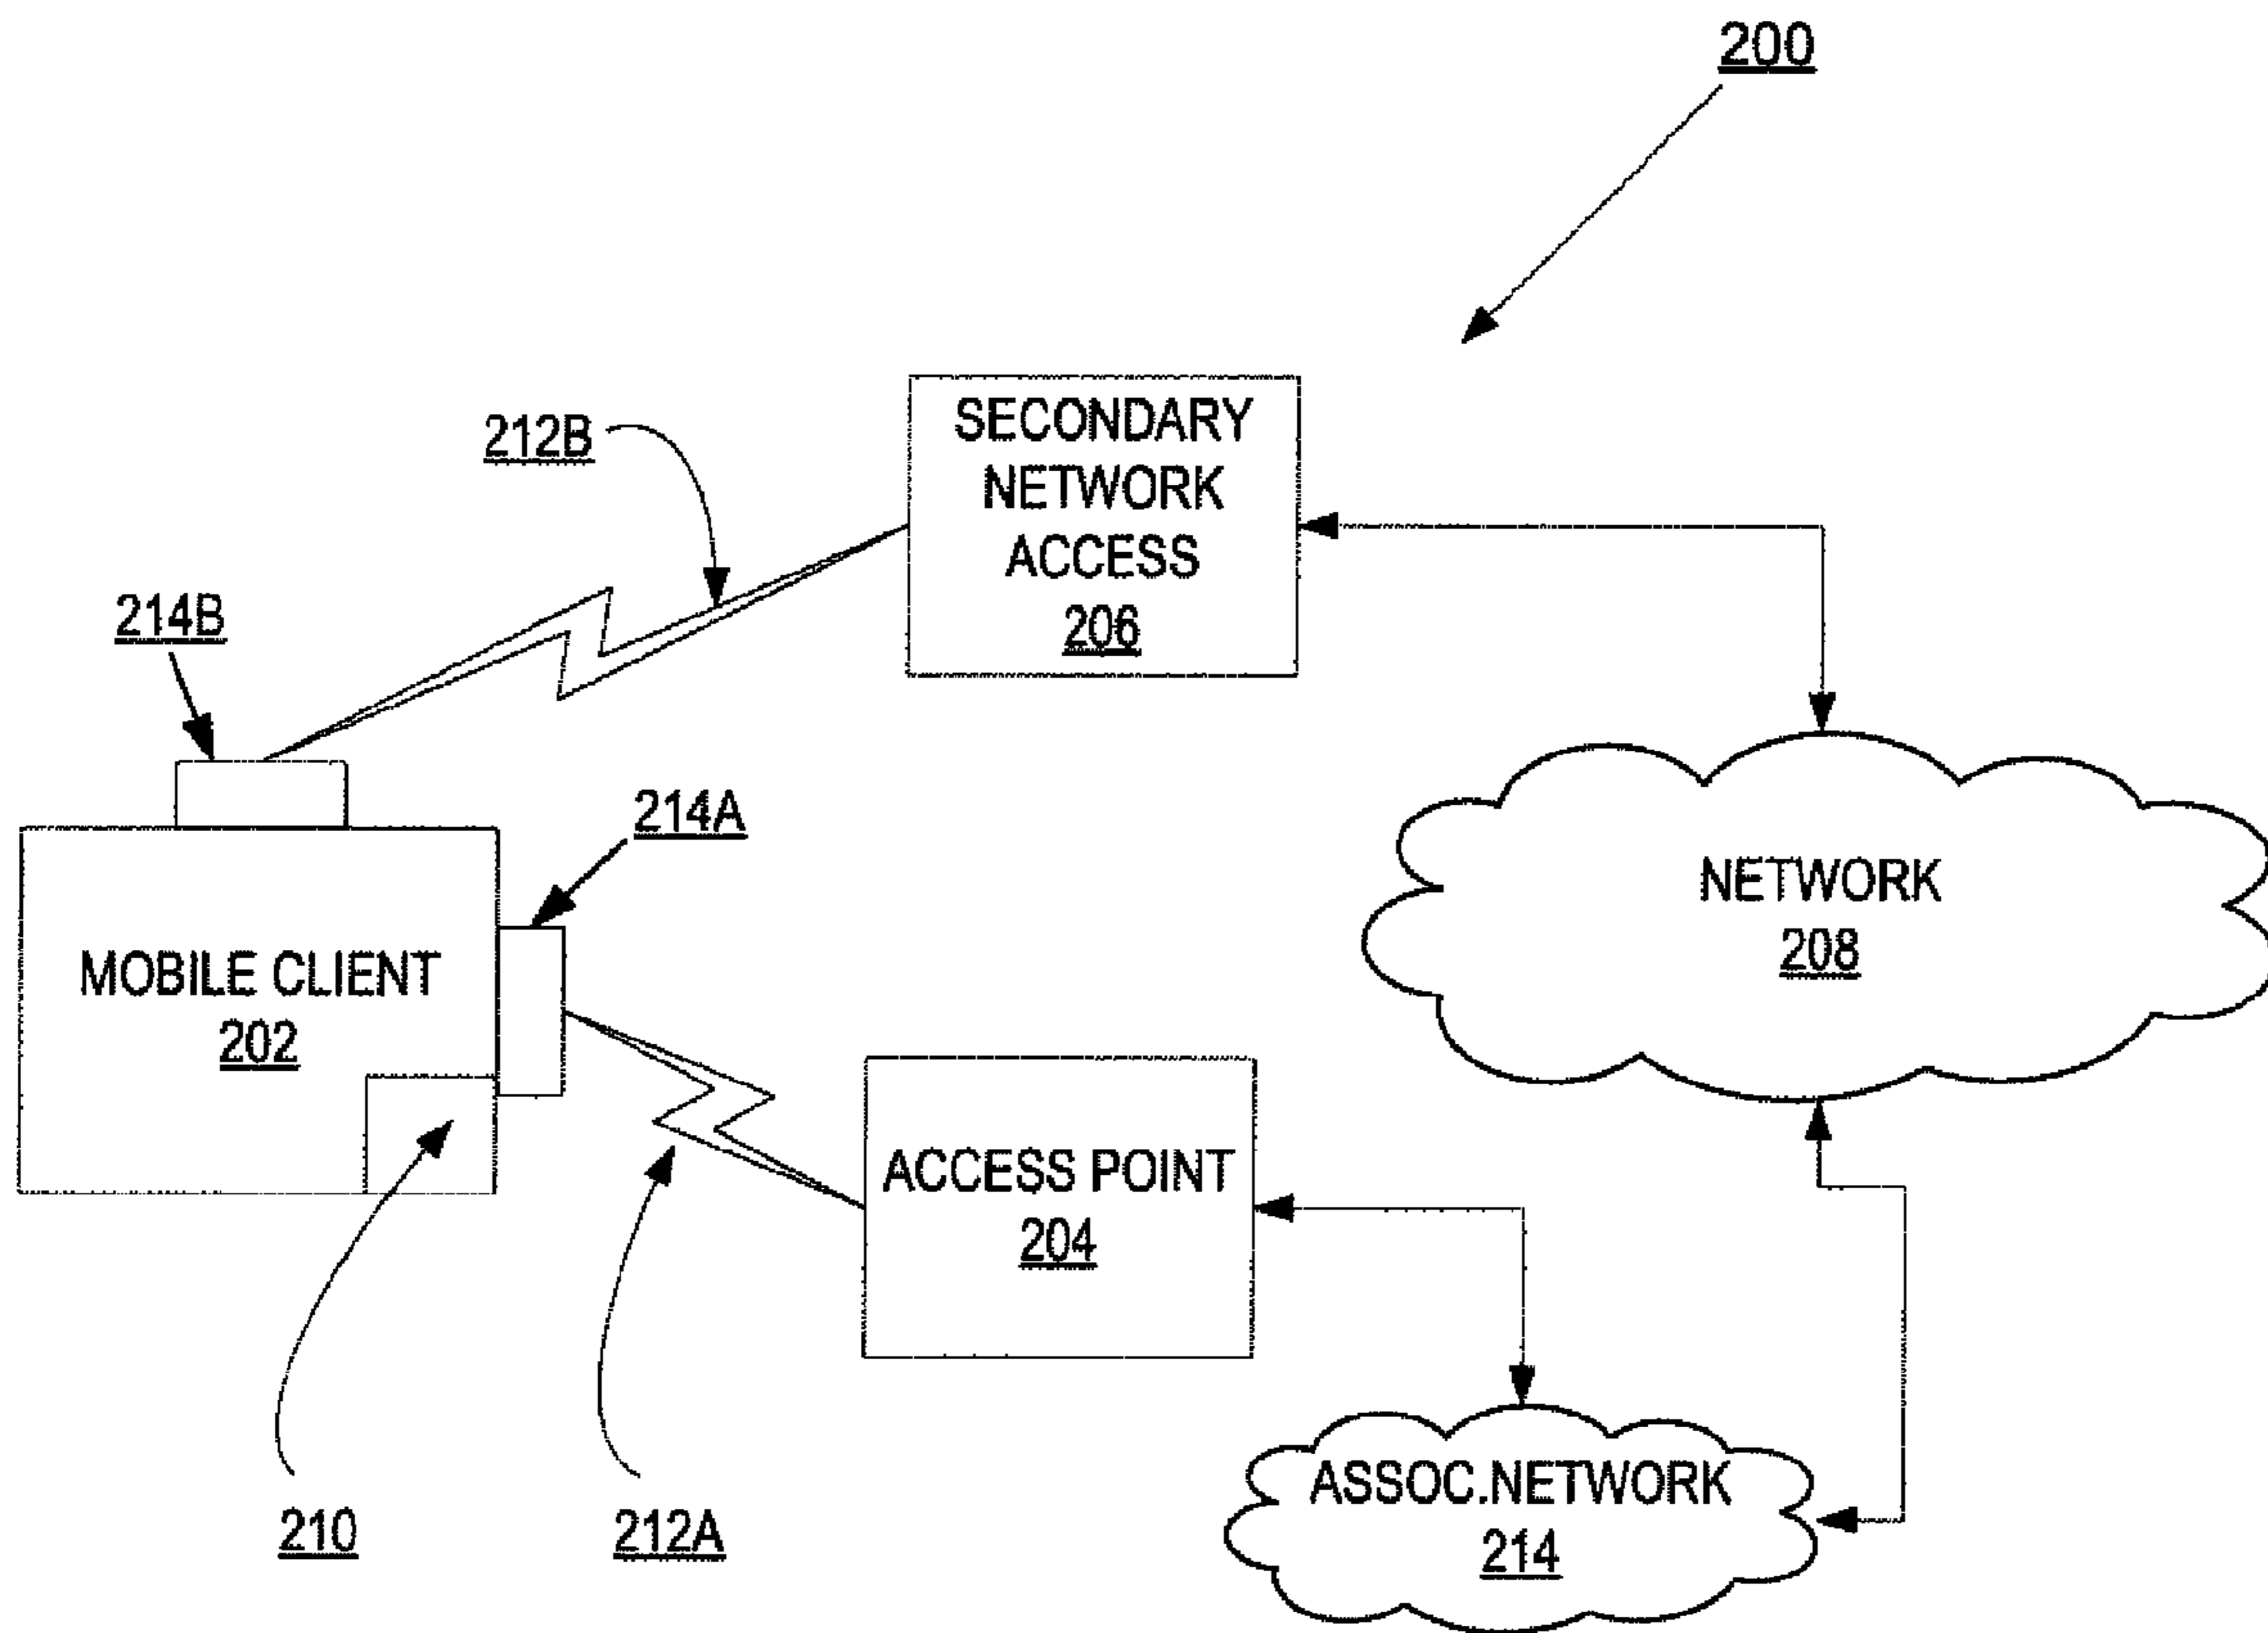 200
212B
SECONDARY
NETWORK
ACCESS
206
214B
214A
MOBILE CLIENT
202
NETWORK
208
ACCESS POINT
204
ASSOC.NETWORK
214
210
212A